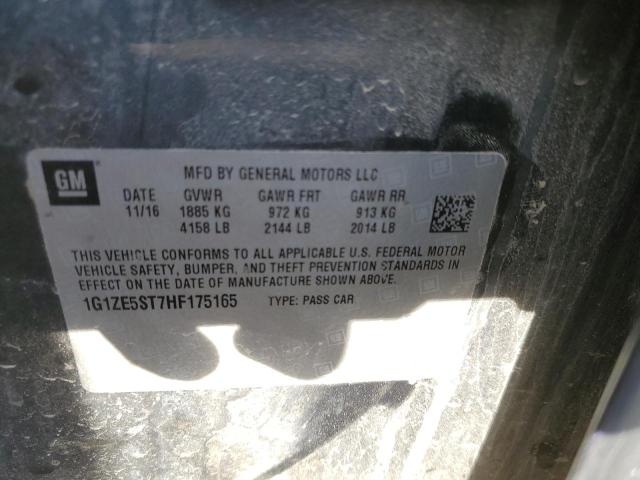 GM
MFD BY GENERAL MOTORS LLC
DATE GVWR GAWR FRT GAWR RR
11/16 1885 KG 972 KG 913 KG
4158 LB 2144 LB 2014 LB
THIS VEHICLE CONFORMS TO ALL APPLICABLE U.S. FEDERAL MOTOR
VEHICLE SAFETY, BUMPER, AND THEFT PREVENTION STANDARDS IN
EFFECT ON THE DATE OF MANUFACTURE SHOWN ABOVE.
1G1ZE5ST7HF175165 TYPE: PASS CAR